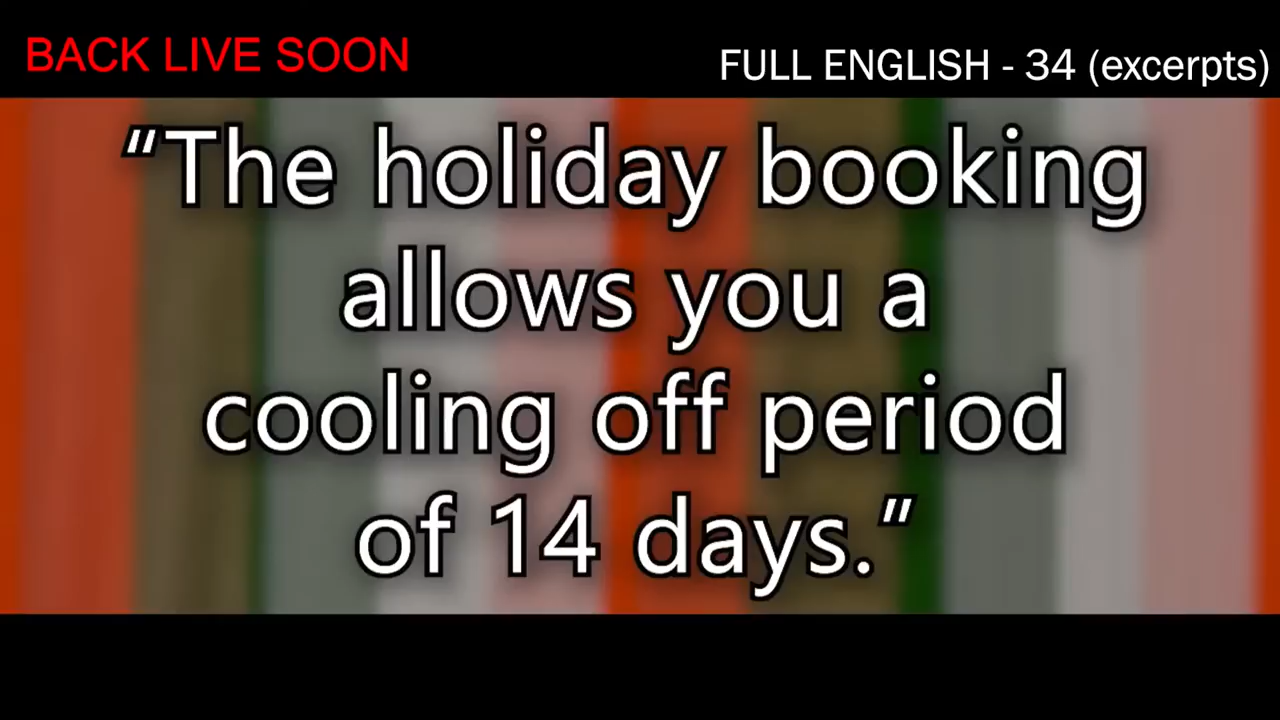 BACK LIVE SOON
FULL ENGLISH - 34 (excerpts)
“The holiday booking
allows you a
cooling off period
of 14 days.”